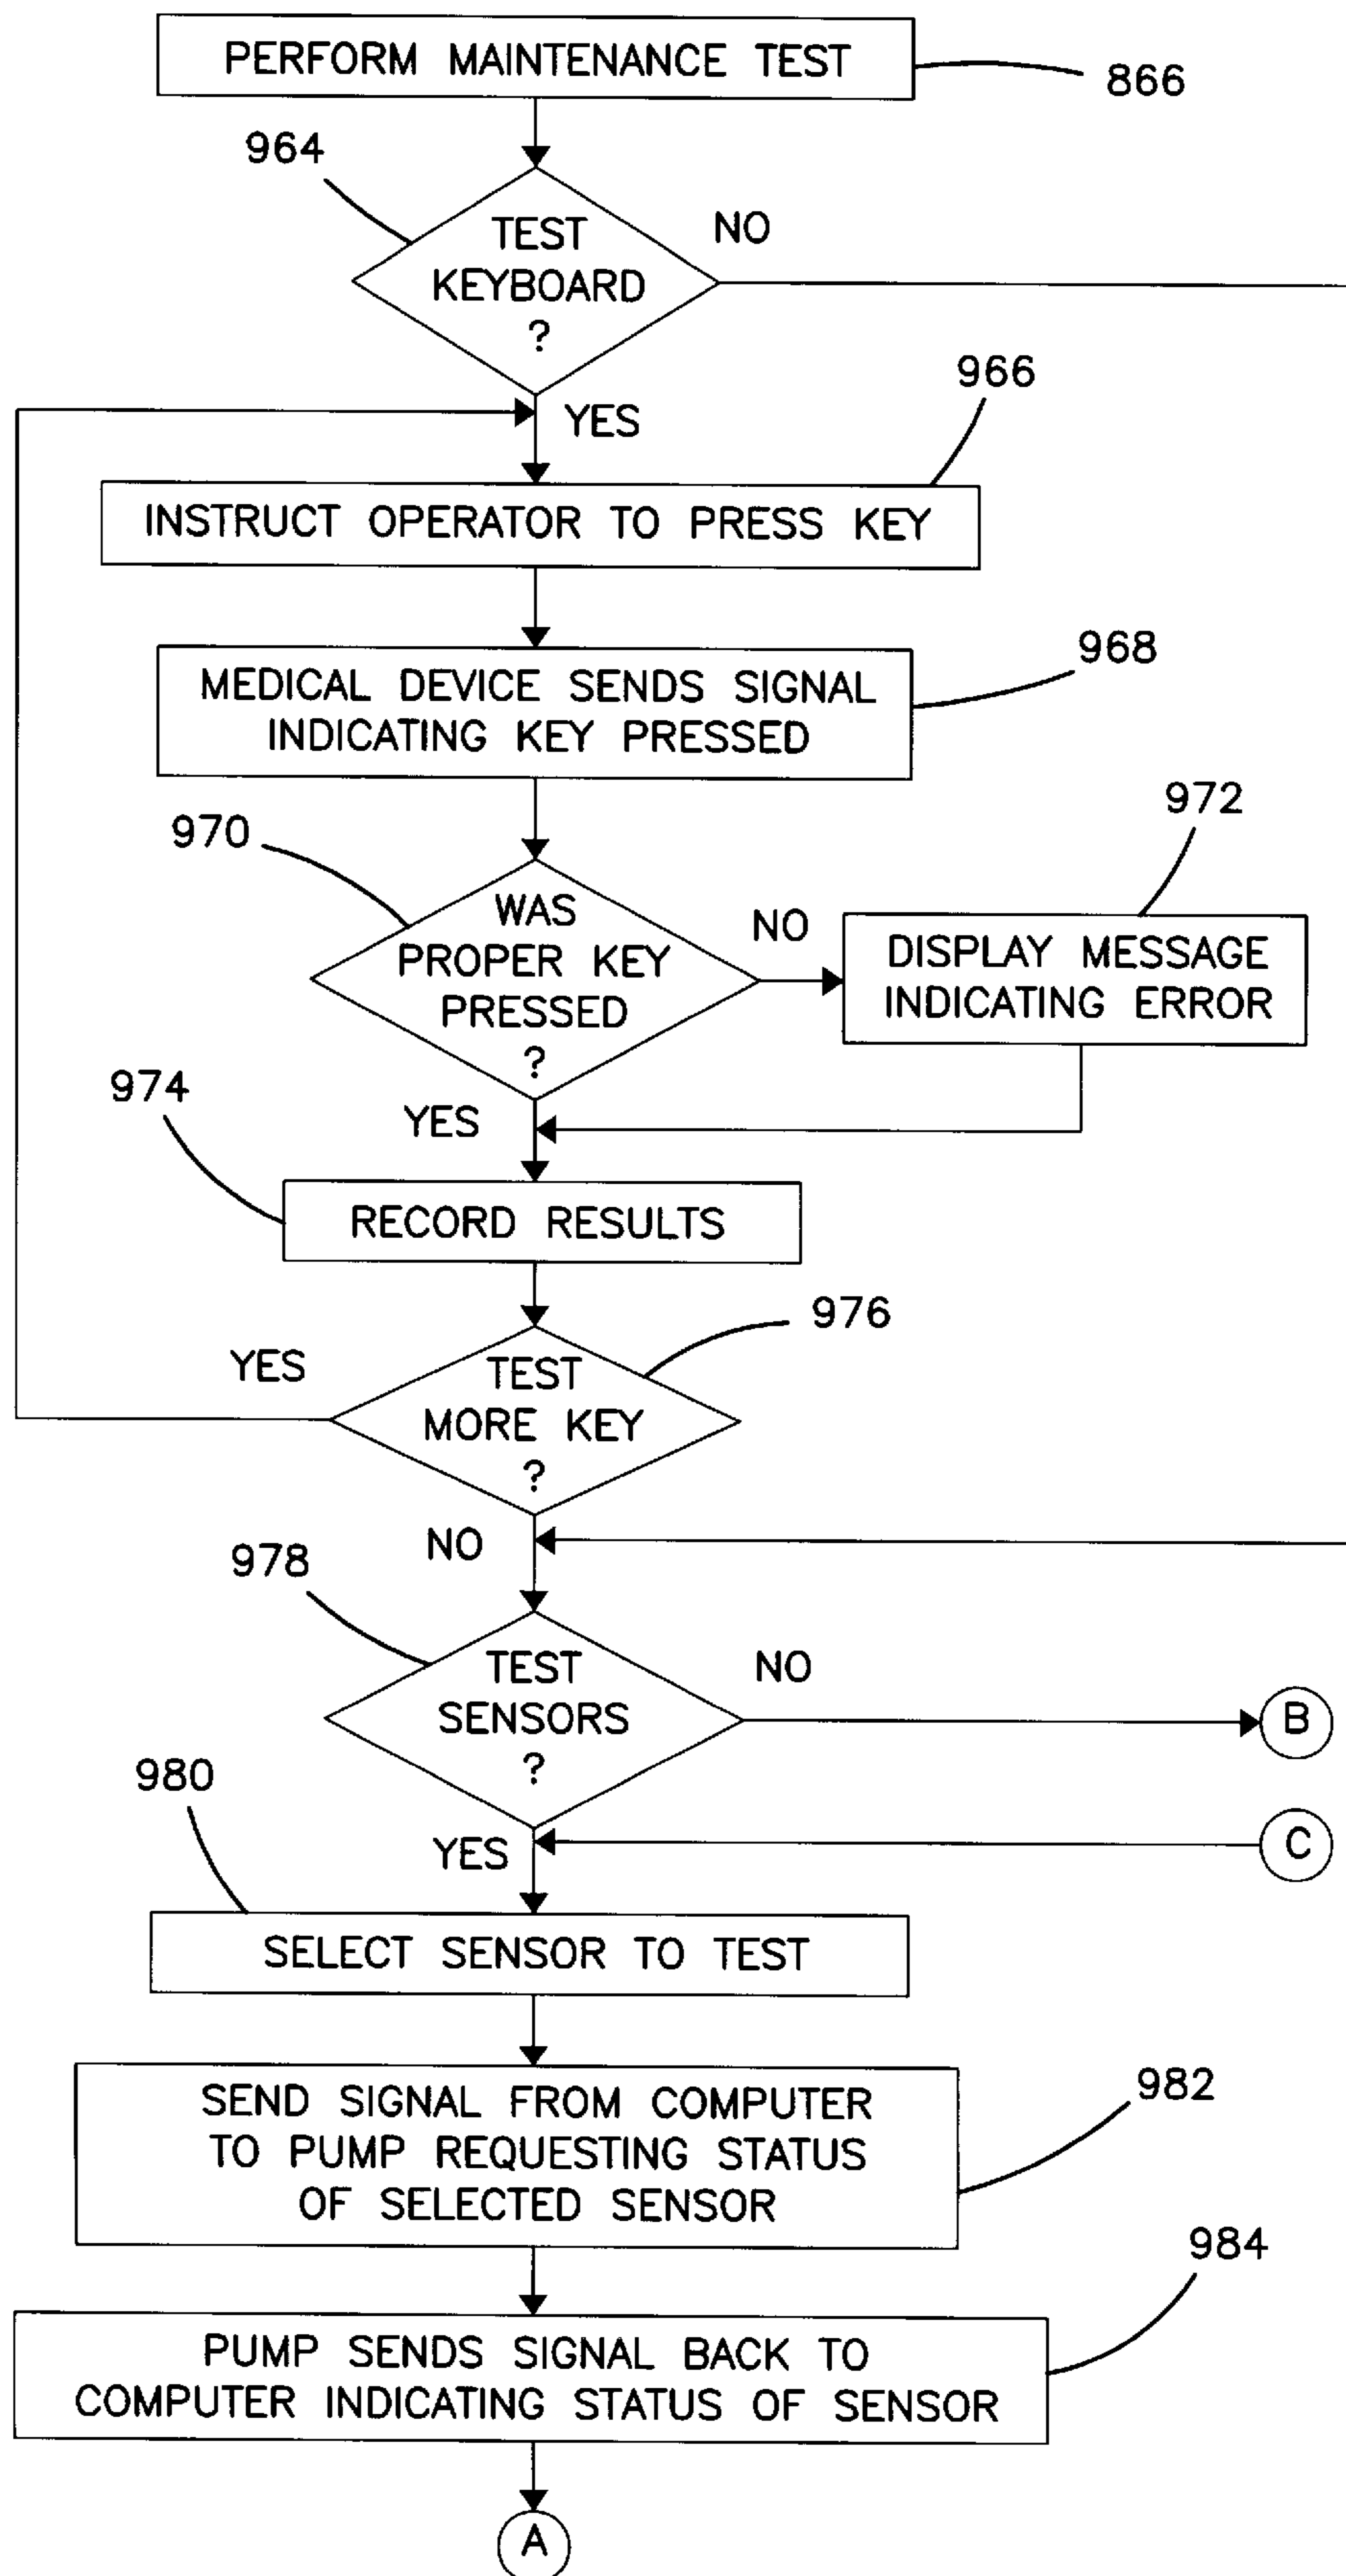 PERFORM MAINTENANCE TEST
866
964
TEST
KEYBOARD
?
NO
YES
966
INSTRUCT OPERATOR TO PRESS KEY
968
MEDICAL DEVICE SENDS SIGNAL
INDICATING KEY PRESSED
970
WAS
PROPER KEY
PRESSED
?
NO
972
DISPLAY MESSAGE
INDICATING ERROR
974
YES
RECORD RESULTS
976
YES
TEST
MORE KEY
?
NO
978
TEST
SENSORS
?
NO
B
980
YES
C
SELECT SENSOR TO TEST
982
SEND SIGNAL FROM COMPUTER
TO PUMP REQUESTING STATUS
OF SELECTED SENSOR
984
PUMP SENDS SIGNAL BACK TO
COMPUTER INDICATING STATUS OF SENSOR
A